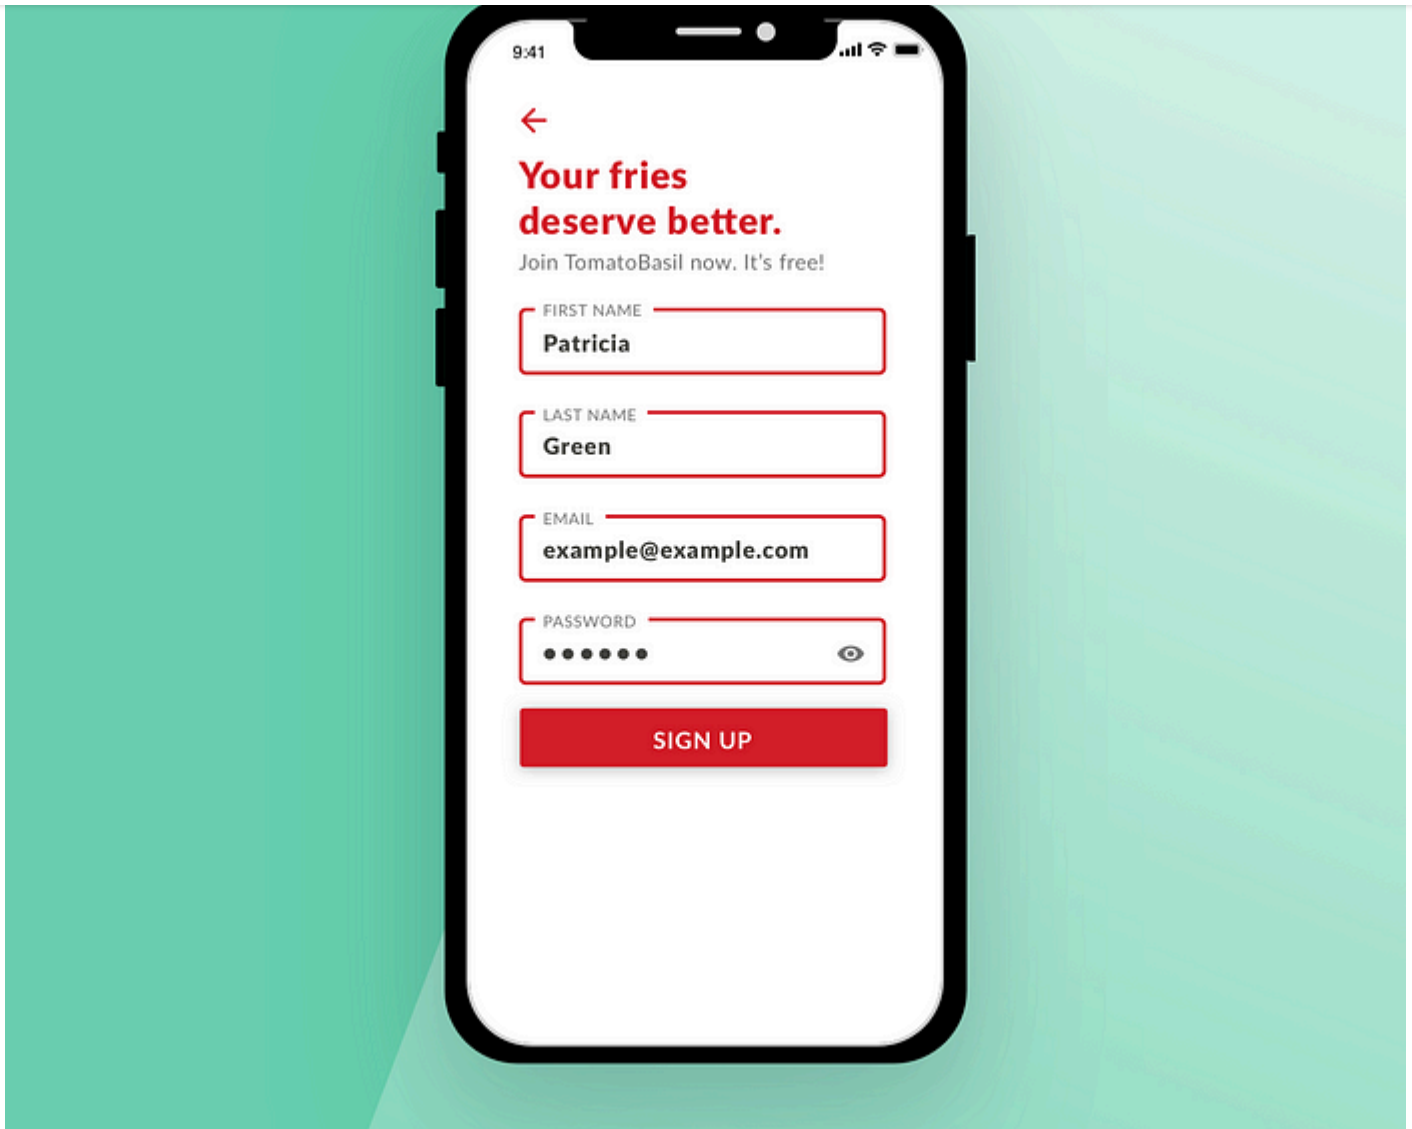 9:41
Your fries
deserve better.
Join TomatoBasil now. It's free!
FIRST NAME
Patricia
LAST NAME
Green
EMAIL
example@example.com
PASSWORD
SIGN UP